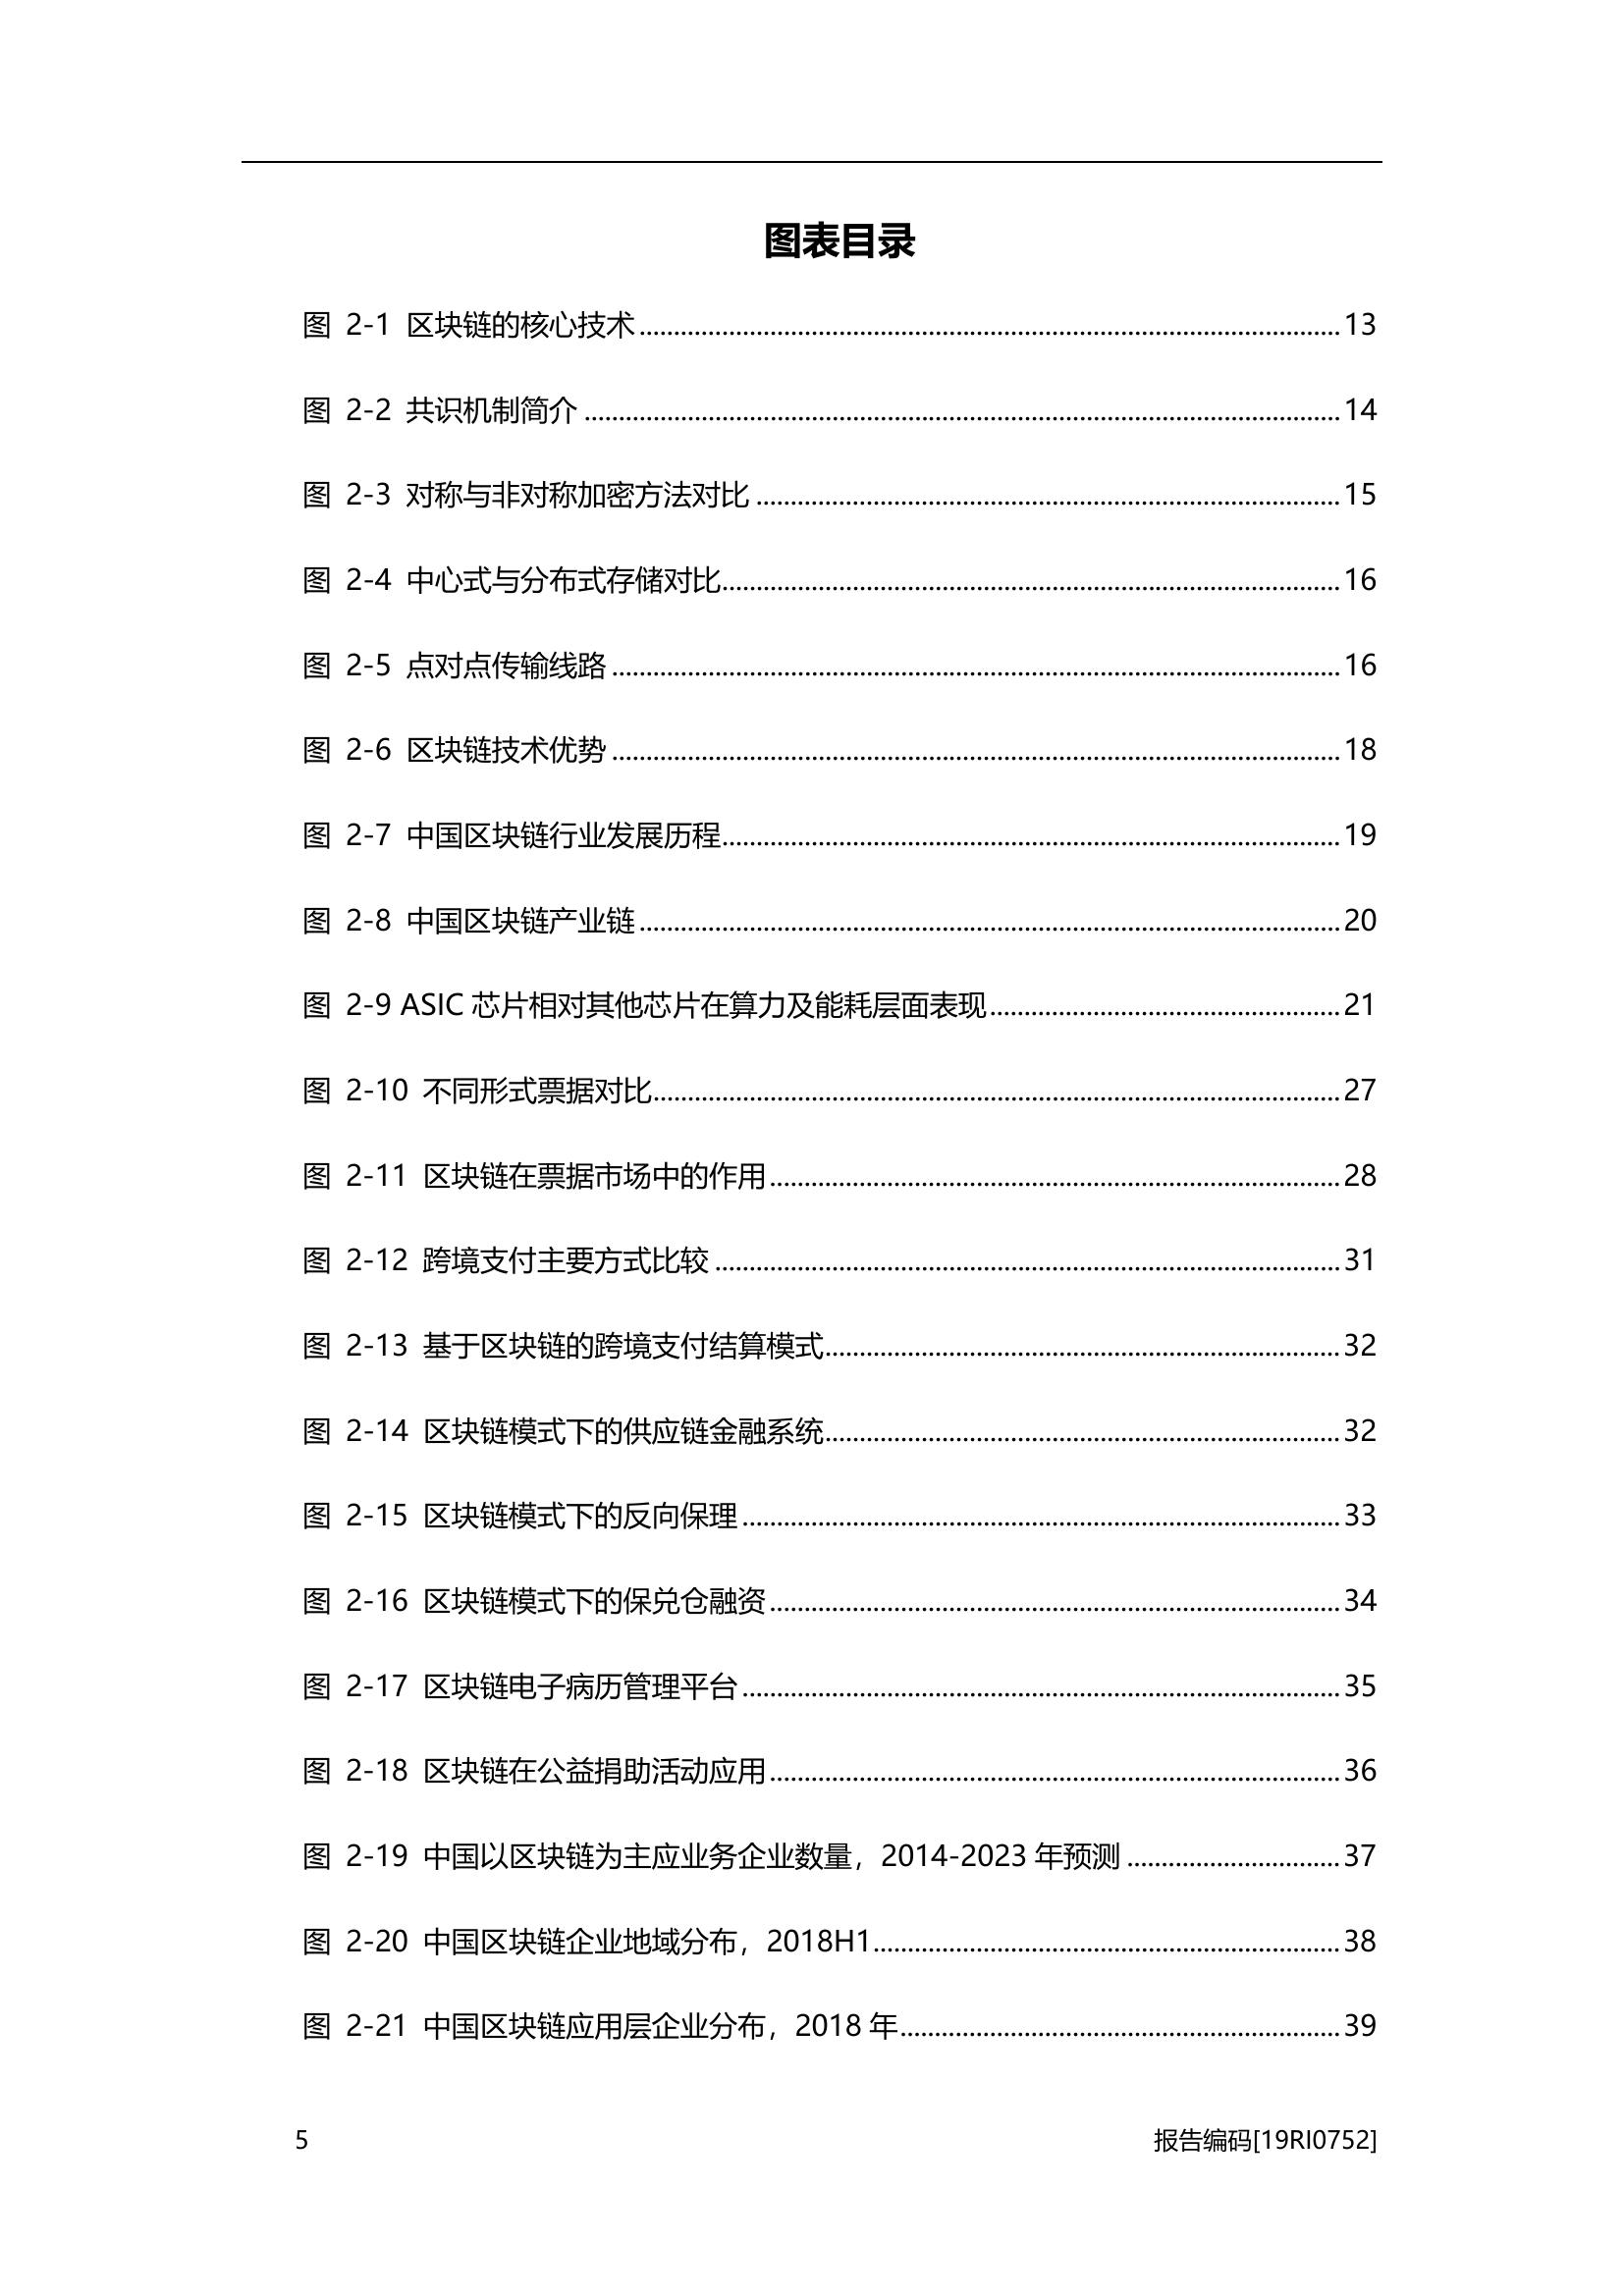 图表目录
图 2-1 区块链的核心技术........................................13
图 2-2 共识机制简介........................................14
图 2-3 对称与非对称加密方法对比........................................15
图 2-4 中心式与分布式存储对比........................................16
图 2-5 点对点传输线路........................................16
图 2-6 区块链技术优势........................................18
图 2-7 中国区块链行业发展历程........................................19
图 2-8 中国区块链产业链........................................20
图 2-9 ASIC 芯片相对其他芯片在算力及能耗层面表现........................................21
图 2-10 不同形式票据对比........................................27
图 2-11 区块链在票据市场中的作用........................................28
图 2-12 跨境支付主要方式比较........................................31
图 2-13 基于区块链的跨境支付结算模式........................................32
图 2-14 区块链模式下的供应链金融系统........................................32
图 2-15 区块链模式下的反向保理........................................33
图 2-16 区块链模式下的保兑仓融资........................................34
图 2-17 区块链电子病历管理平台........................................35
图 2-18 区块链在公益捐助活动应用........................................36
图 2-19 中国以区块链为主应业务企业数量，2014-2023 年预测........................................37
图 2-20 中国区块链企业地域分布，2018H1........................................38
图 2-21 中国区块链应用层企业分布，2018 年........................................39
5 报告编码[19RI0752]